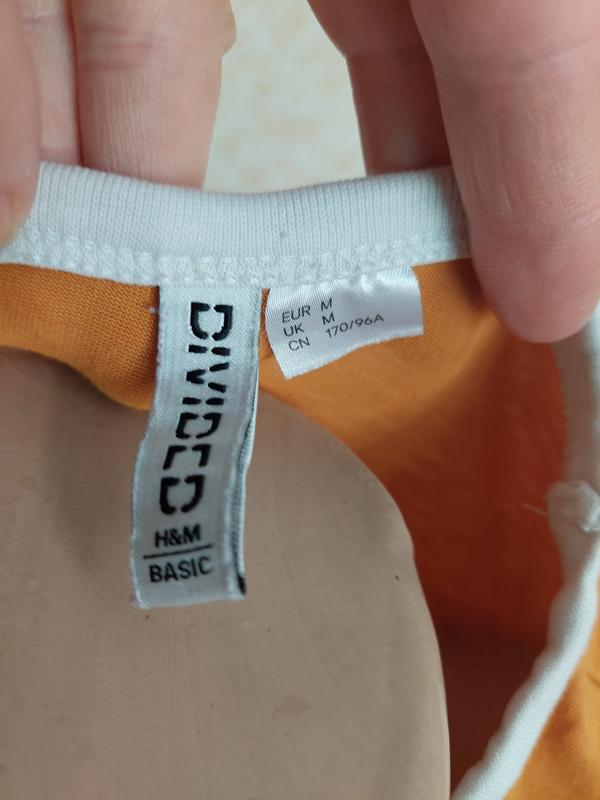 DIVIDED
H&M
BASIC
EUR M
UK M
CN 170/96A